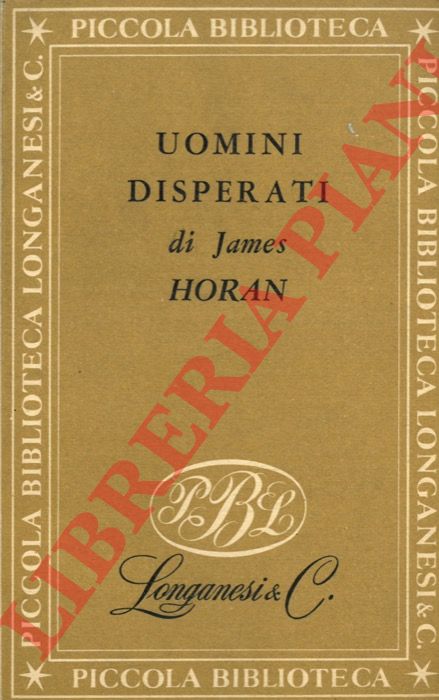 PICCOLA BIBLIOTECA
PICCOLA BIBLIOTECA LONGANESI & C.
PICCOLA BIBLIOTECA LONGANESI & C.
UOMINI
DISPERATI
di James
HORAN
PBL
Longanesi & C.
PICCOLA BIBLIOTECA
LIBRERIA PIANI